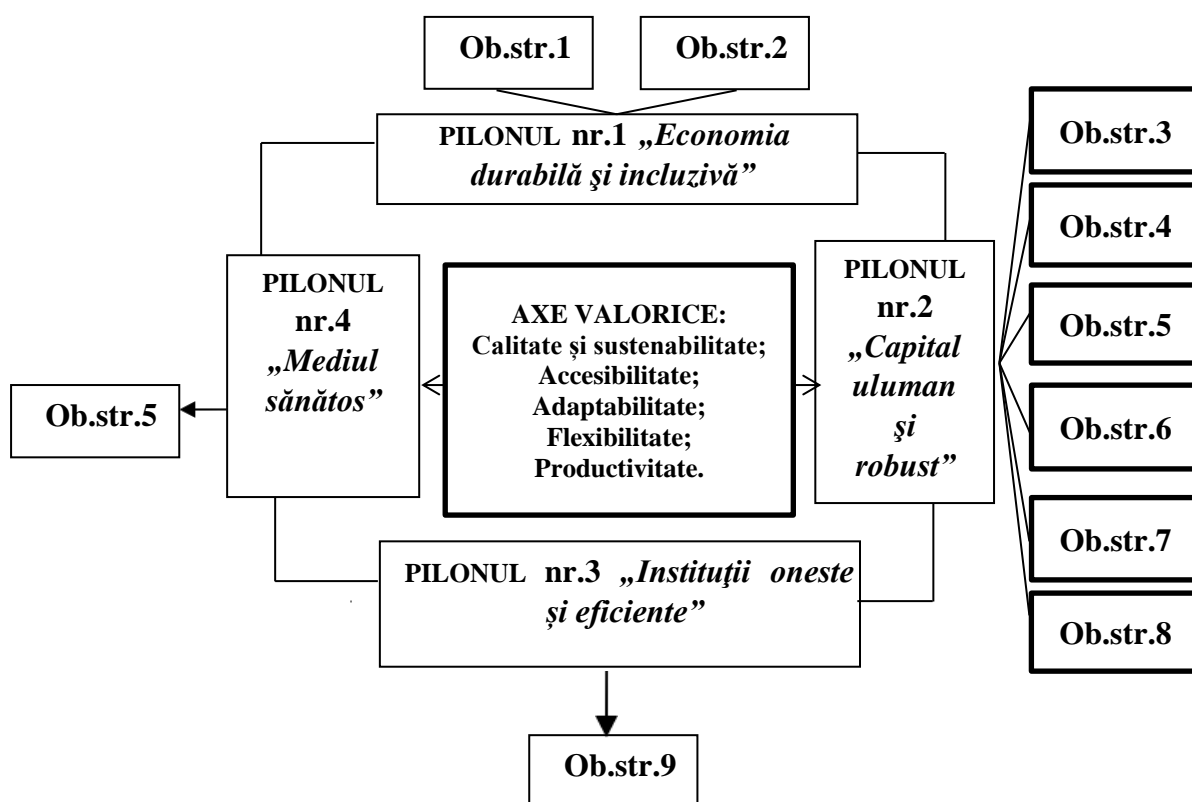 Ob.str.1
Ob.str.2
PILONUL nr.1 „Economia
durabilă şi incluzivă”
Ob.str.3
Ob.str.4
Ob.str.5
Ob.str.6
Ob.str.7
Ob.str.8
PILONUL
nr.2
„Capital
uluman
şi
robust”
AXE VALORICE:
Calitate și sustenabilitate;
Accesibilitate;
Adaptabilitate;
Flexibilitate;
Productivitate.
PILONUL
nr.4
„Mediul
sănătos”
Ob.str.5
PILONUL nr.3 „Instituţii oneste
și eficiente”
Ob.str.9